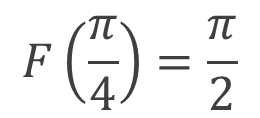 F(π/4) = π/2